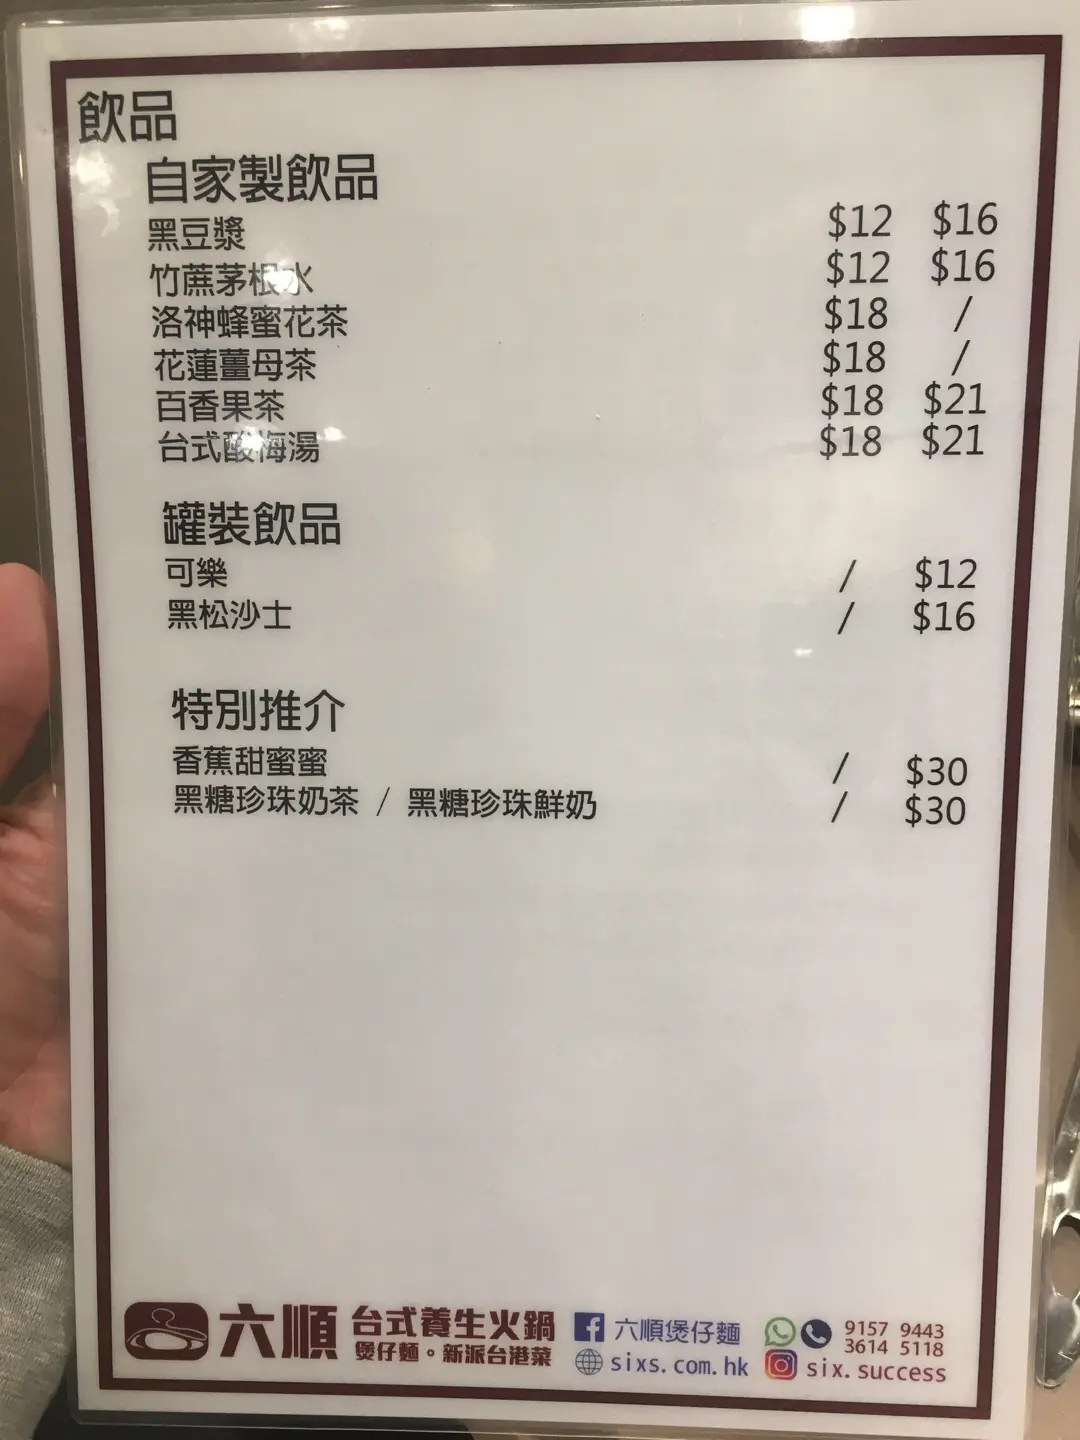 飲品
自家製飲品
黑豆漿 $12 $16
竹蔗茅根水 $12 $16
洛神蜂蜜花茶 $18 /
花蓮薑母茶 $18 /
百香果茶 $18 $21
台式酸梅湯 $18 $21
罐裝飲品
可樂 / $12
黑松沙士 / $16
特別推介
香蕉甜蜜蜜 / $30
黑糖珍珠奶茶 / 黑糖珍珠鮮奶 / $30
六順 台式養生火鍋
煲仔麵。新派台港菜
六順煲仔麵
sixs.com.hk
9157 9443
3614 5118
six.success